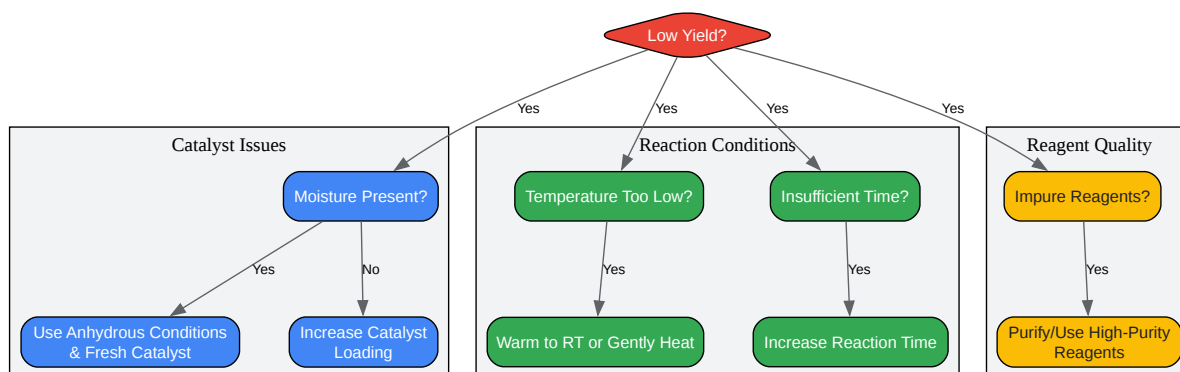 Low Yield?
Yes
Yes
Yes
Yes
Catalyst Issues
Reaction Conditions
Reagent Quality
Moisture Present?
Temperature Too Low?
Insufficient Time?
Impure Reagents?
Yes
No
Yes
Yes
Yes
Use Anhydrous Conditions
& Fresh Catalyst
Increase Catalyst
Loading
Warm to RT or Gently Heat
Increase Reaction Time
Purify/Use High-Purity
Reagents